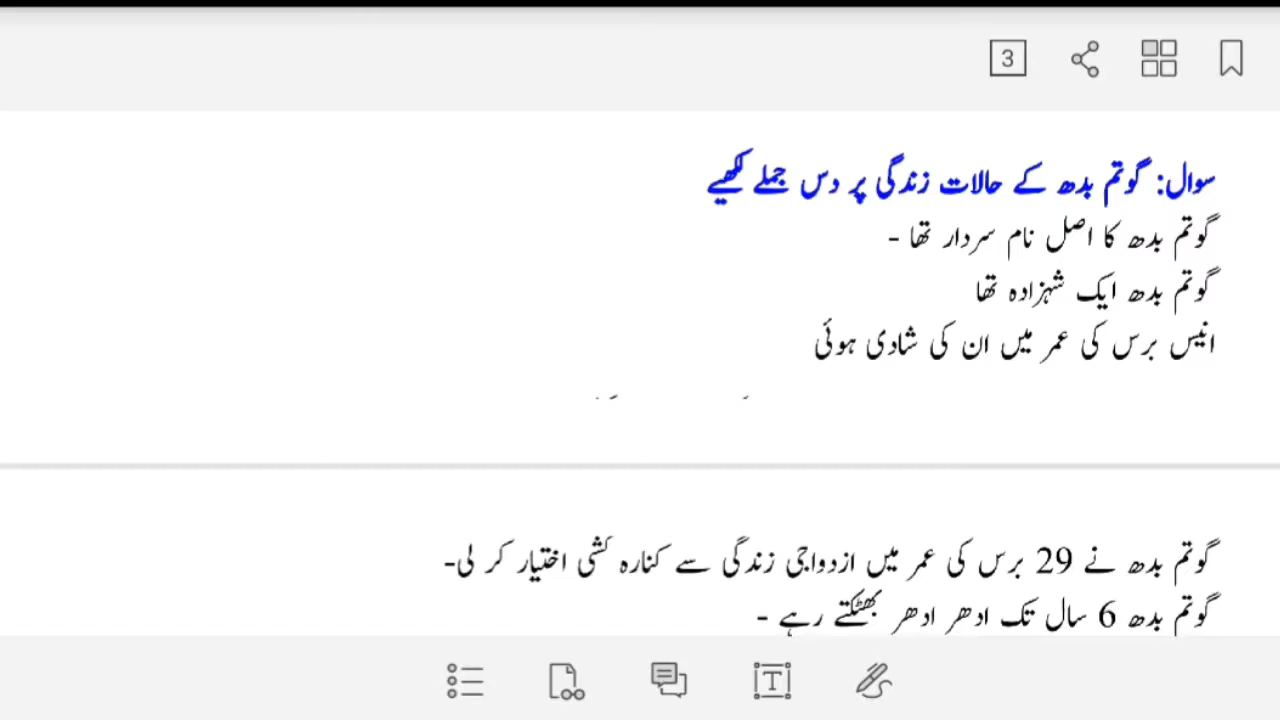 3
سوال: گوتم بدھ کے حالات زندگی پر دس جملے لکھیے
گوتم بدھ کا اصل نام سردار تھا -
گوتم بدھ ایک شہزادہ تھا
انیس برس کی عمر میں ان کی شادی ہوئی
گوتم بدھ نے 29 برس کی عمر میں ازدواجی زندگی سے کنارہ کشی اختیار کر لی-
گوتم بدھ 6 سال تک ادھر ادھر بھٹکتے رہے -
T